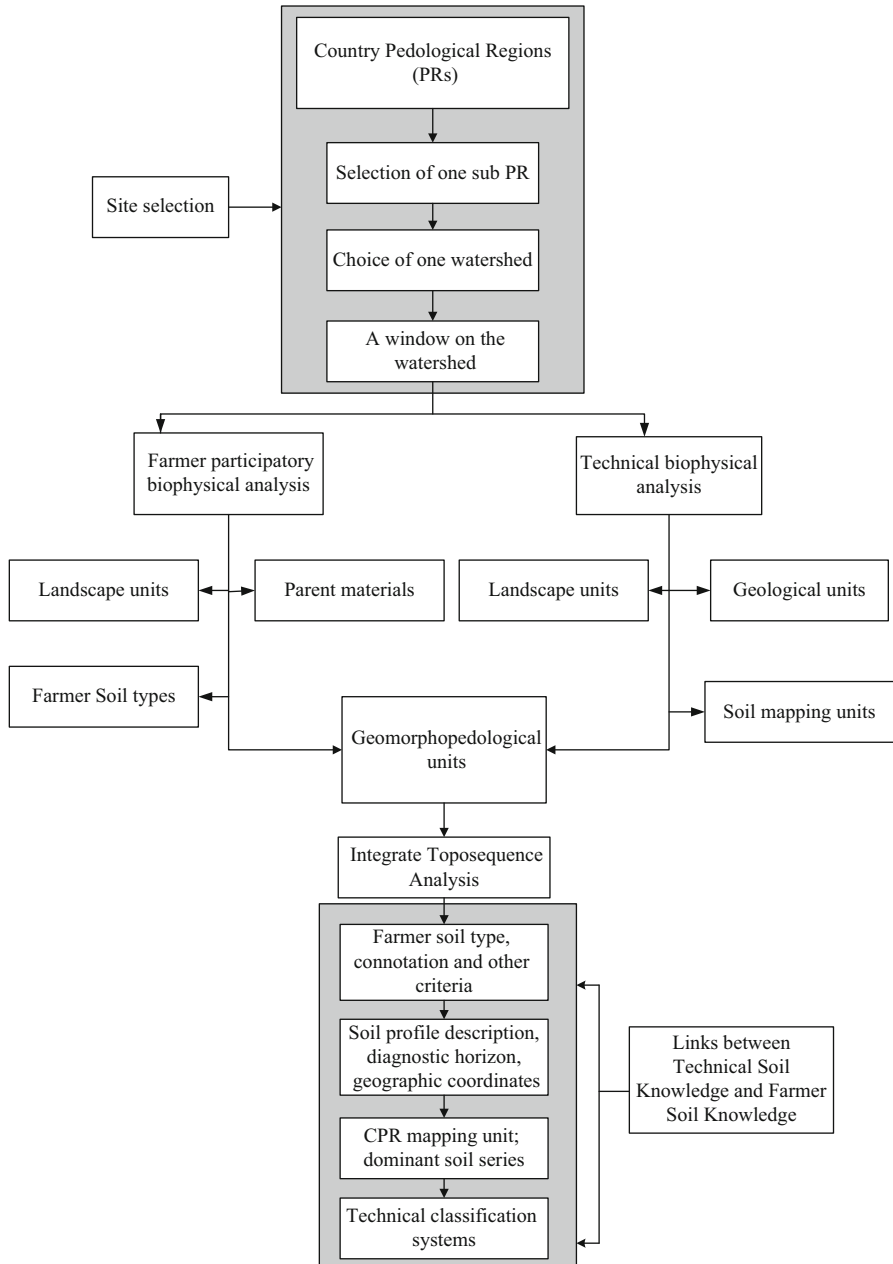 Country Pedological Regions
(PRs)
Selection of one sub PR
Site selection
Choice of one watershed
A window on the
watershed
Farmer participatory
biophysical analysis
Technical biophysical
analysis
Landscape units
Parent materials
Landscape units
Geological units
Farmer Soil types
Soil mapping units
Geomorphopedological
units
Integrate Toposequence
Analysis
Farmer soil type,
connotation and other
criteria
Soil profile description,
diagnostic horizon,
geographic coordinates
Links between
Technical Soil
Knowledge and Farmer
Soil Knowledge
CPR mapping unit;
dominant soil series
Technical classification
systems